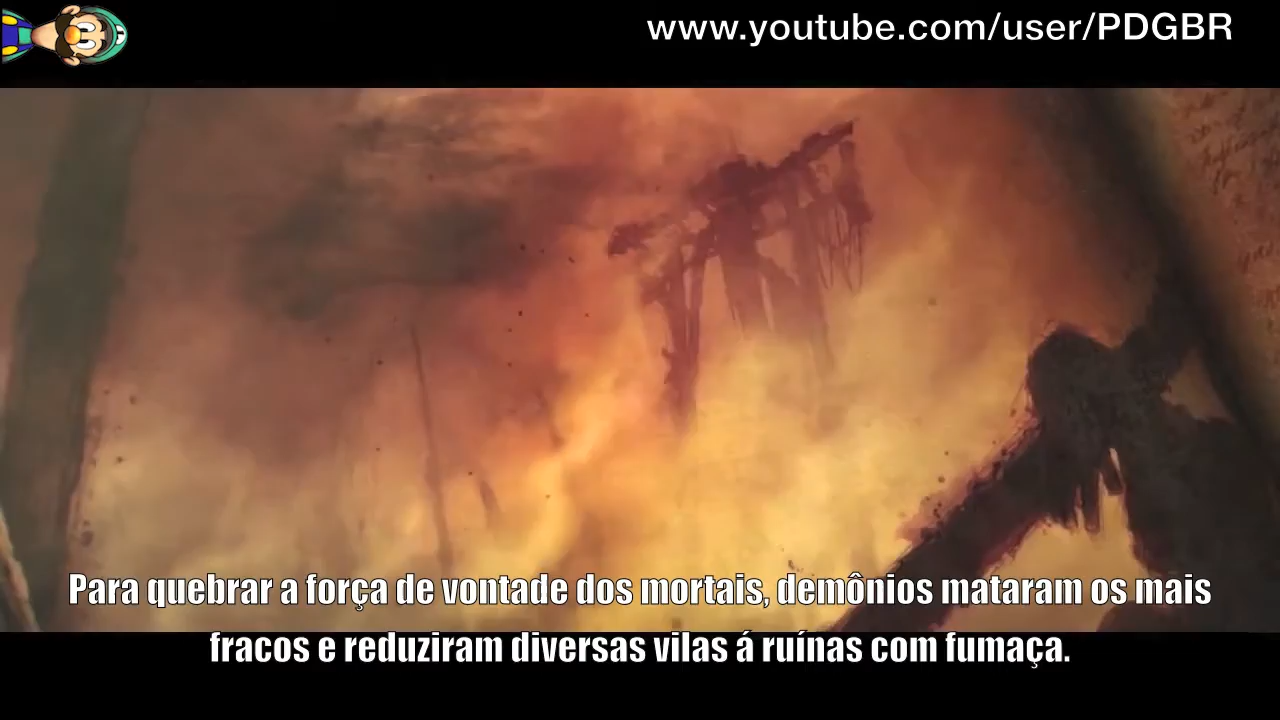 www.youtube.com/user/PDGBR
Para quebrar a força de vontade dos mortais, demônios mataram os mais
fracos e reduziram diversas vilas á ruínas com fumaça.